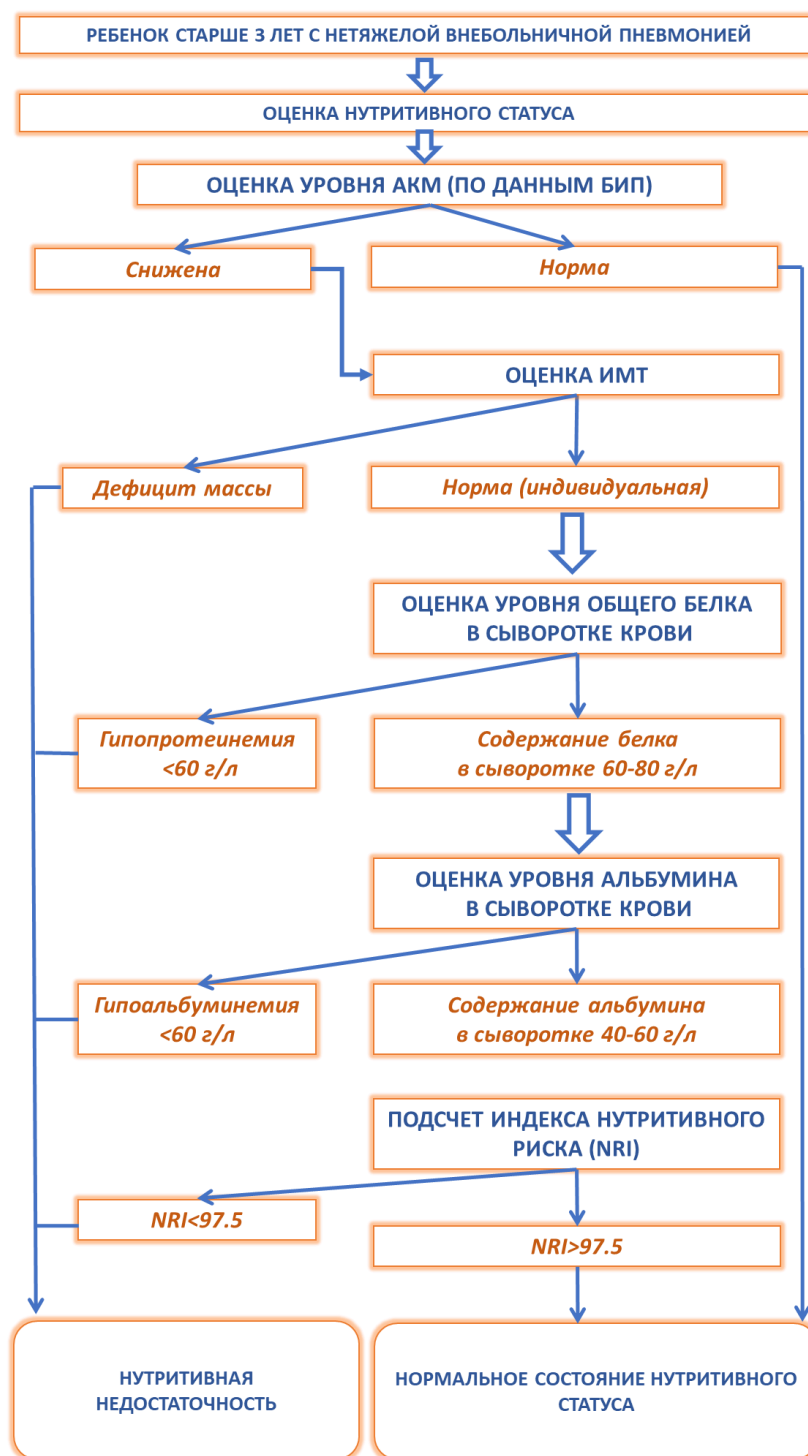 РЕБЕНОК СТАРШЕ 3 ЛЕТ С НЕТЯЖЕЛОЙ ВНЕБОЛЬНИЧНОЙ ПНЕВМОНИЕЙ
ОЦЕНКА НУТРИТИВНОГО СТАТУСА
ОЦЕНКА УРОВНЯ АКМ (ПО ДАННЫМ БИП)
Снижена
Норма
ОЦЕНКА ИМТ
Дефицит массы
Норма (индивидуальная)
ОЦЕНКА УРОВНЯ ОБЩЕГО БЕЛКА
В СЫВОРОТКЕ КРОВИ
Гипопротеинемия
<60 г/л
Содержание белка
в сыворотке 60-80 г/л
ОЦЕНКА УРОВНЯ АЛЬБУМИНА
В СЫВОРОТКЕ КРОВИ
Гипоальбуминемия
<60 г/л
Содержание альбумина
в сыворотке 40-60 г/л
ПОДСЧЕТ ИНДЕКСА НУТРИТИВНОГО
РИСКА (NRI)
NRI<97.5
NRI>97.5
НУТРИТИВНАЯ
НЕДОСТАТОЧНОСТЬ
НОРМАЛЬНОЕ СОСТОЯНИЕ НУТРИТИВНОГО
СТАТУСА